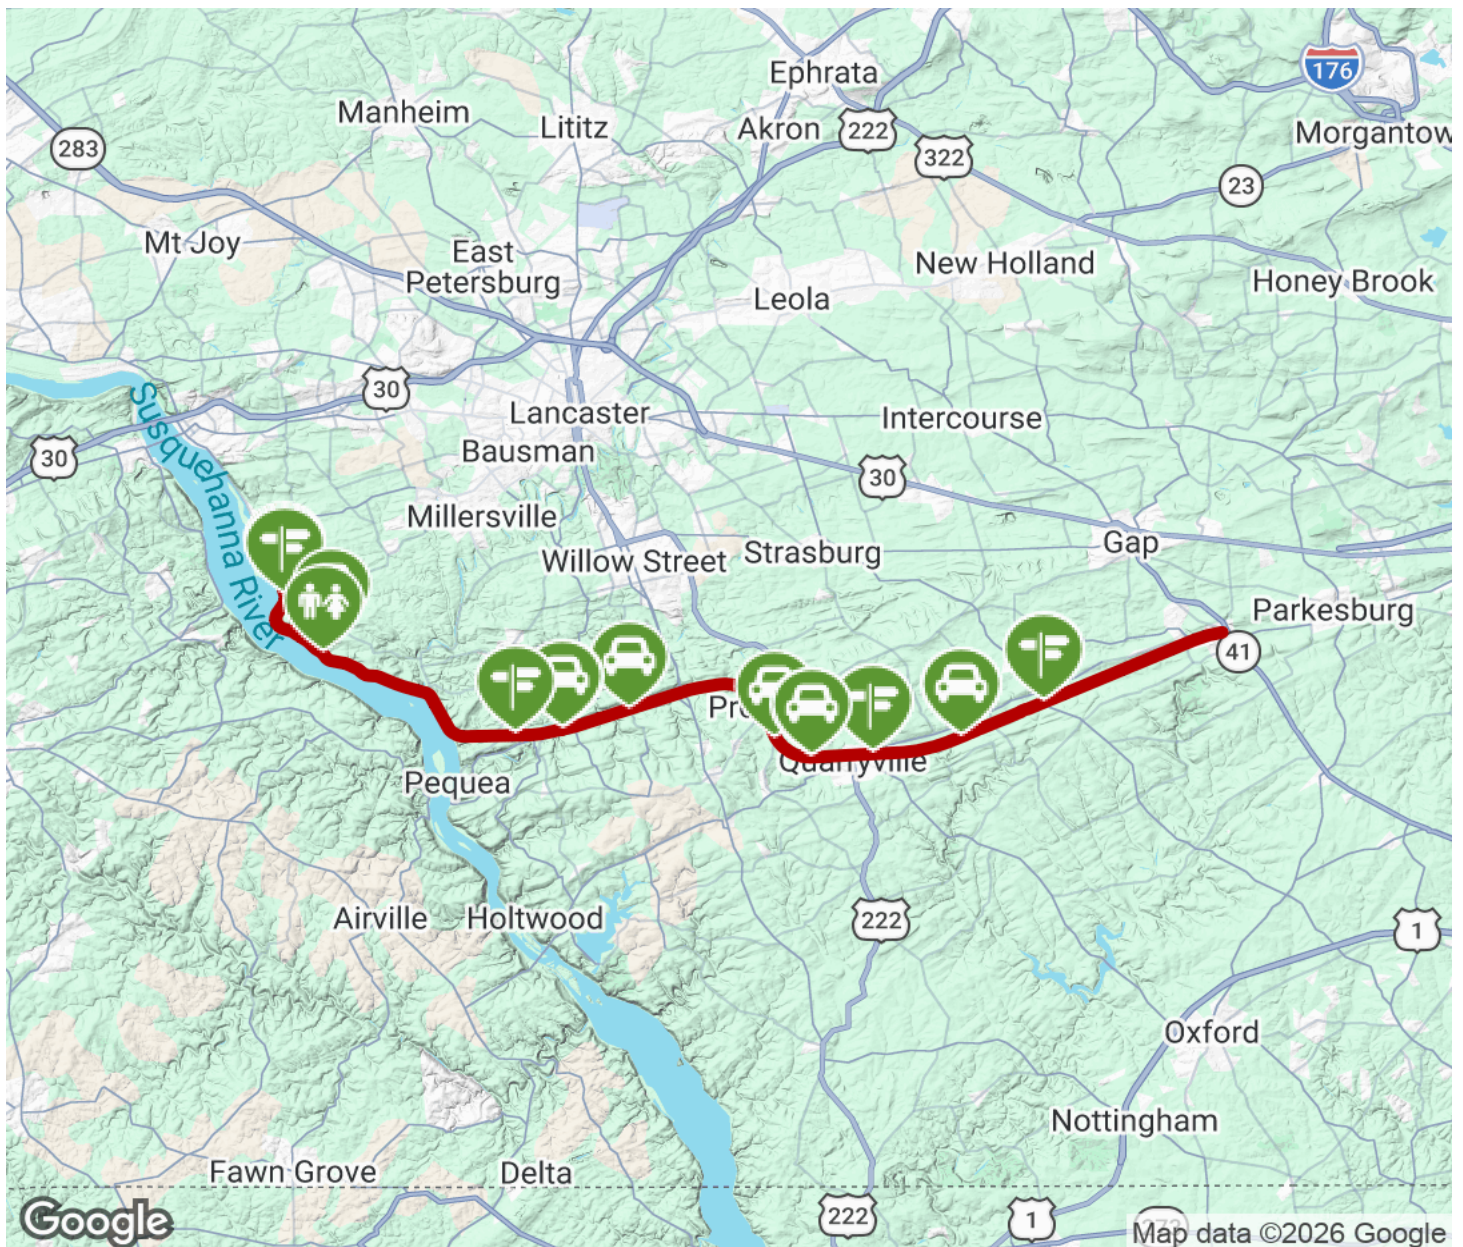 Ephrata
176
Manheim
Lititz
Akron
222
Morgantow
283
322
23
Mt Joy
East
Petersburg
New Holland
Honey Brook
Leola
30
Susquehanna River
Lancaster
Intercourse
30
Bausman
30
Millersville
Willow Street
Strasburg
Gap
Parkesburg
41
Pr
Quarryville
Pequea
Airville
Holtwood
222
1
Oxford
Nottingham
Fawn Grove
Delta
222
1
Google
Map data ©2026 Google